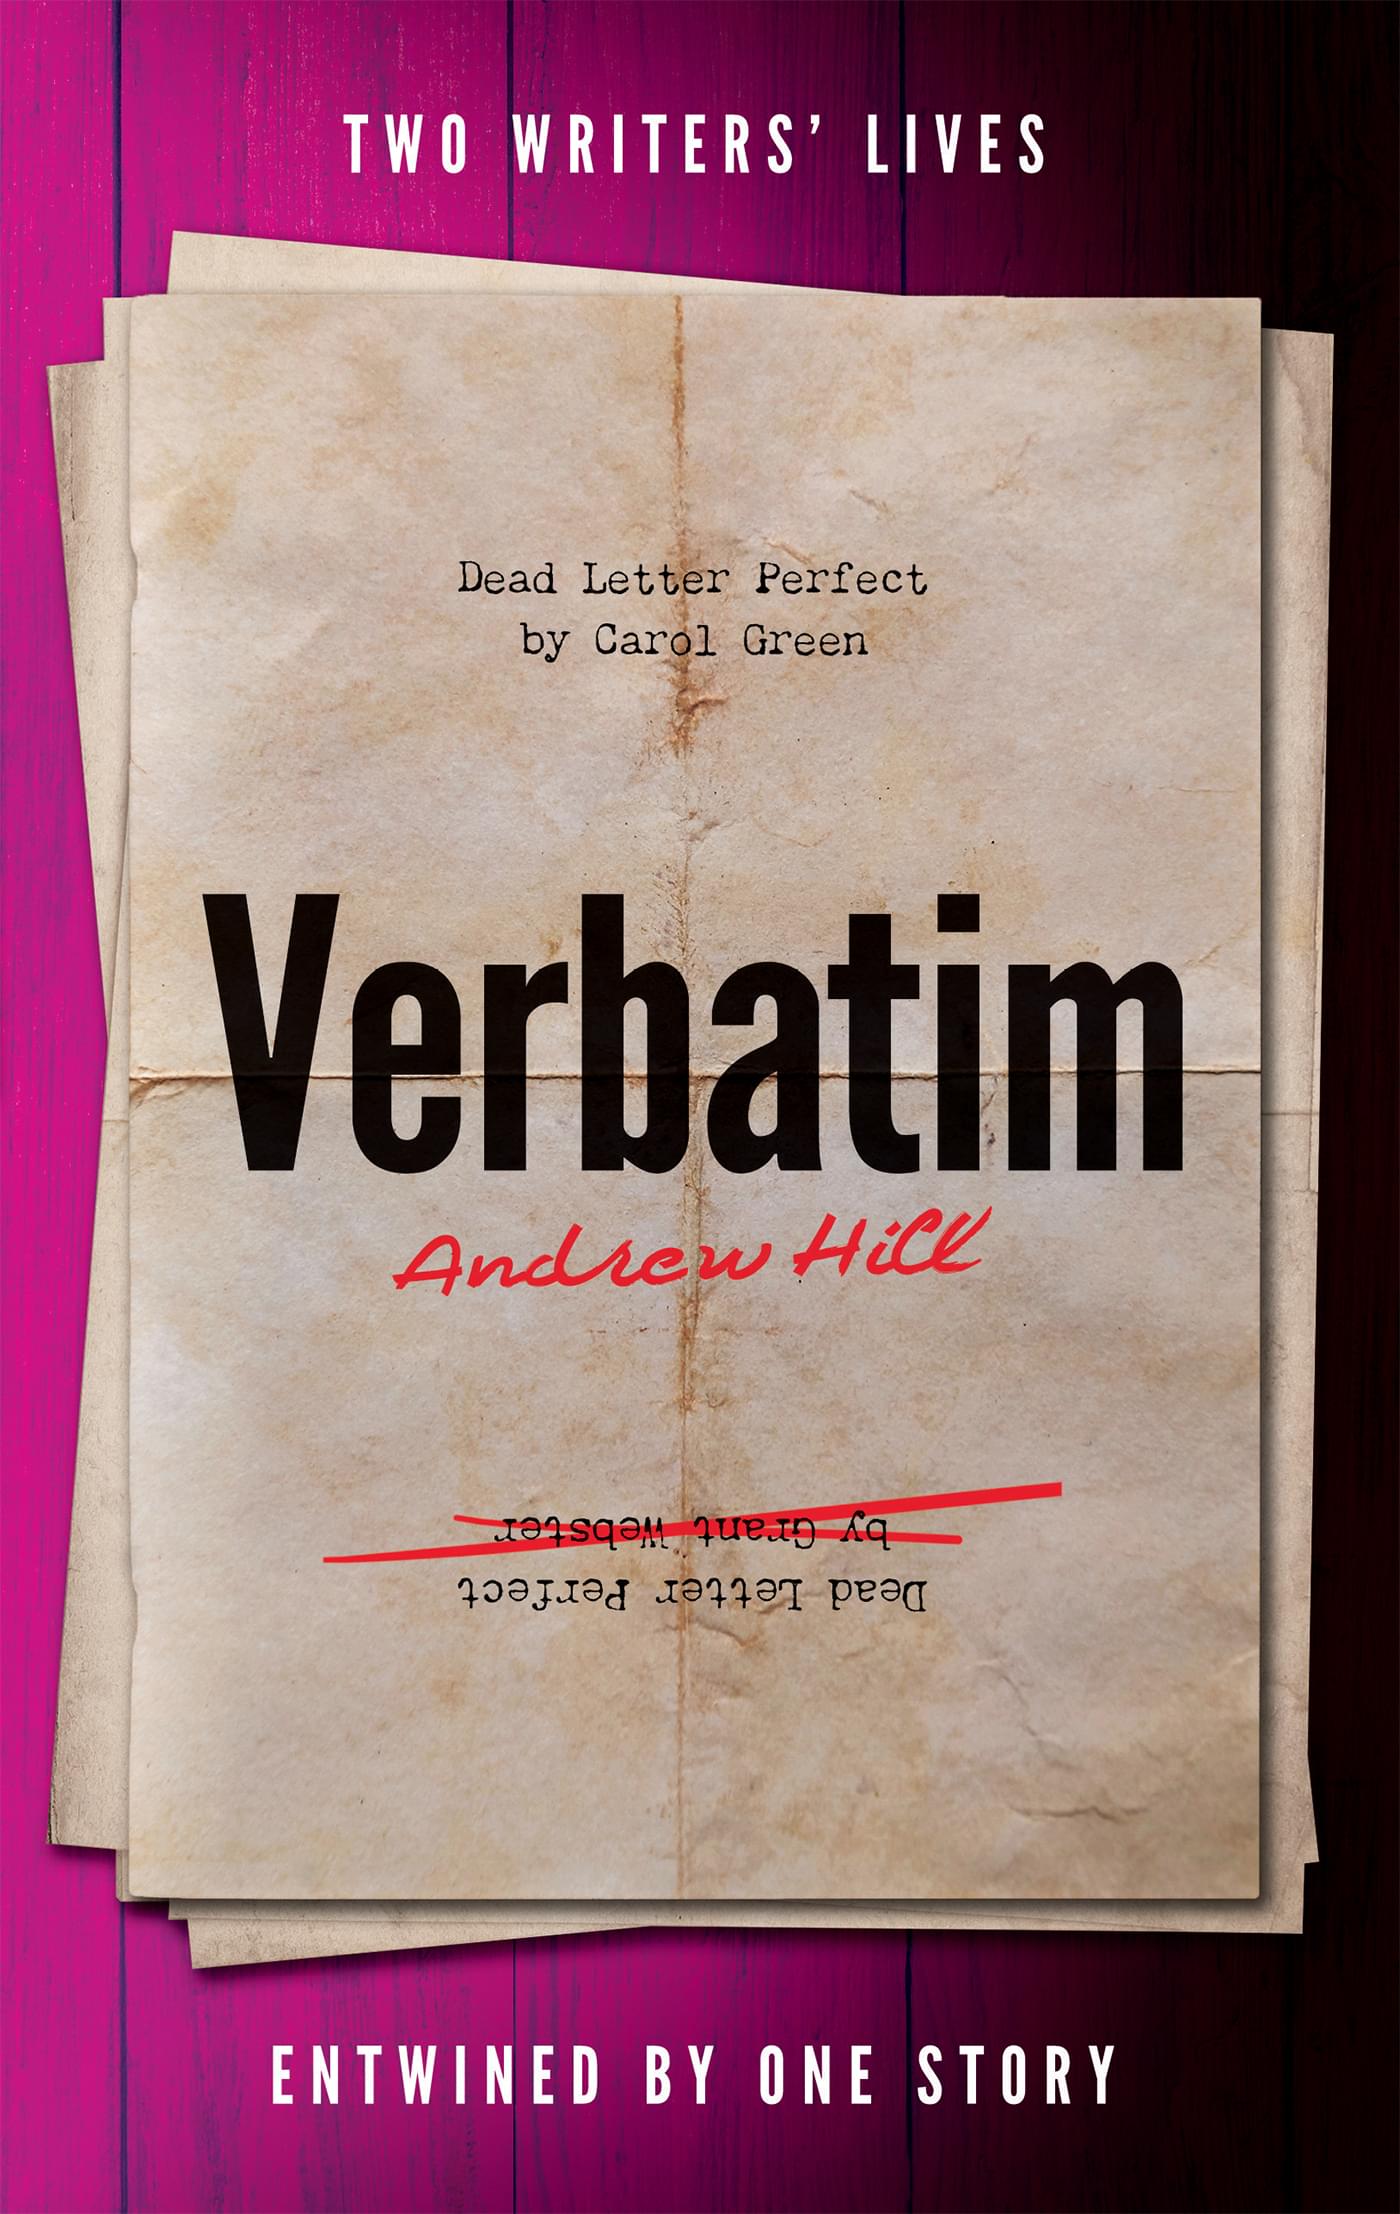 TWO WRITERS’ LIVES
Dead Letter Perfect
by Carol Green
Verbatim
Andrew Hill
by Grant Webster
Dead Letter Perfect
ENTWINED BY ONE STORY